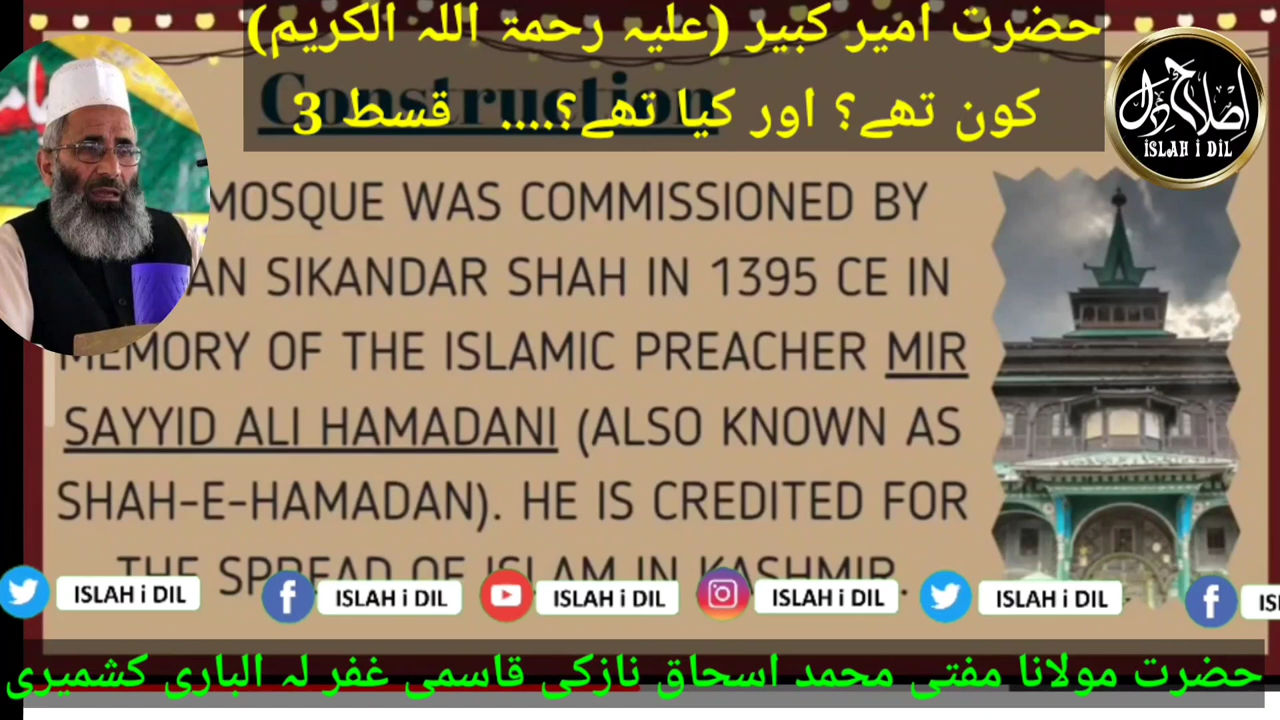 حضرت امیر کبیر (علیہ رحمۃ اللہ الکریم)
کون تھے؟ اور کیا تھے؟.... قسط 3
Construction
اصلاح دل
iSLAH i DiL
MOSQUE WAS COMMISSIONED BY
SIKANDAR SHAH IN 1395 CE IN
MEMORY OF THE ISLAMIC PREACHER MIR
SAYYID ALI HAMADANI (ALSO KNOWN AS
SHAH-E-HAMADAN). HE IS CREDITED FOR
THE SPREAD OF ISLAM IN KASHMIR.
ISLAH i DIL ISLAH i DIL ISLAH i DIL ISLAH i DIL ISLAH i DIL
حضرت مولانا مفتی محمد اسحاق نازکی قاسمی غفر لہ الباری کشمیری